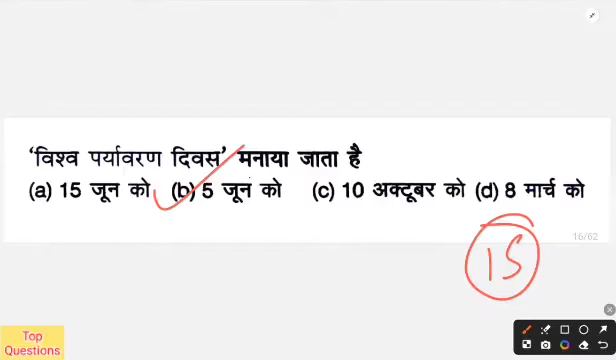 ‘विश्व पर्यावरण दिवस’ मनाया जाता है
(a) 15 जून को (b) 5 जून को (c) 10 अक्टूबर को (d) 8 मार्च को
16/62
15
Top
Questions